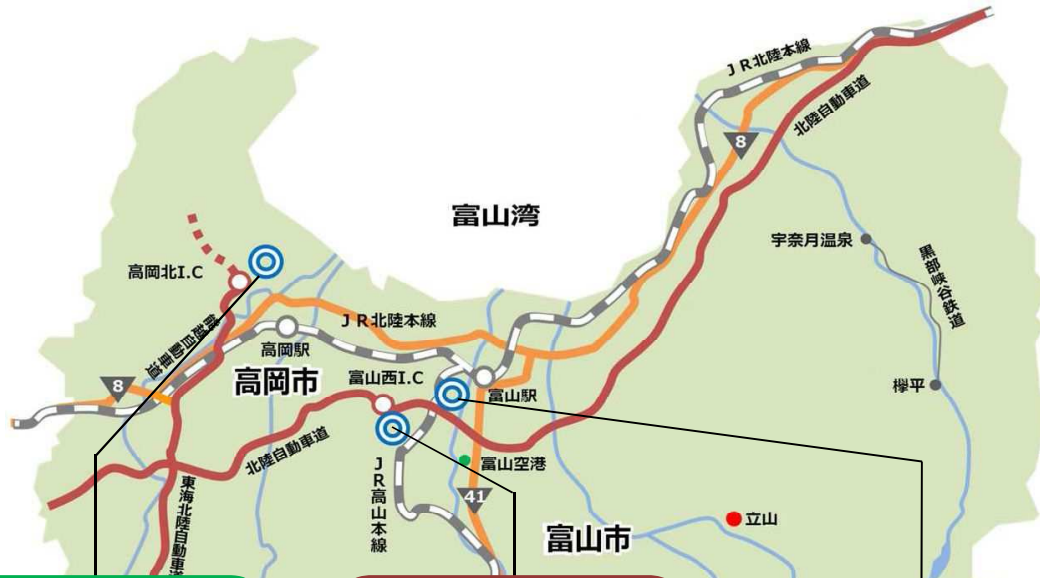 JR北陸本線
北陸自動車道
8
富山湾
宇奈月温泉
黒部峡谷鉄道
高岡北I.C
JR北陸本線
能越自動車道
高岡駅
高岡市
富山西I.C
富山駅
欅平
8
北陸自動車道
JR高山本線
富山空港
東海北陸自動車道
41
立山
富山市